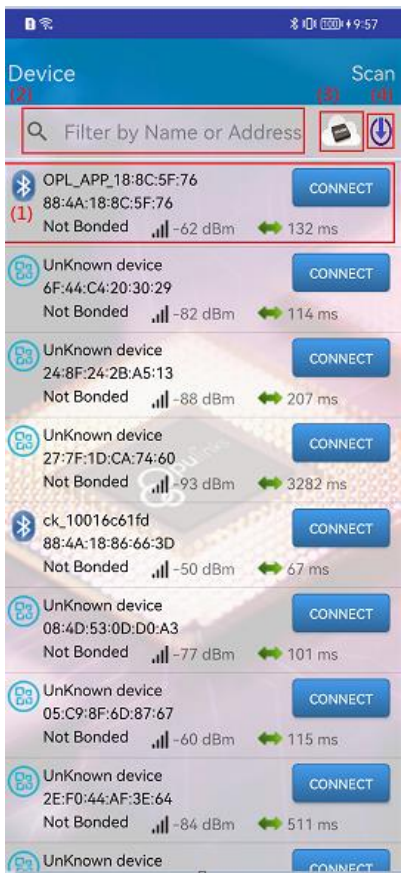 100 9:57
Device Scan
(2) (3) (4)
Filter by Name or Address
OPL_APP_18:8C:5F:76
CONNECT
(1) 88:4A:18:8C:5F:76
Not Bonded -62 dBm 132 ms
UnKnown device
CONNECT
6F:44:C4:20:30:29
Not Bonded -82 dBm 114 ms
UnKnown device
CONNECT
24:8F:24:2B:A5:13
Not Bonded -88 dBm 207 ms
UnKnown device
CONNECT
27:7F:1D:CA:74:60
Not Bonded -93 dBm 3282 ms
ck_10016c61fd
CONNECT
88:4A:18:86:66:3D
Not Bonded -50 dBm 67 ms
UnKnown device
CONNECT
08:4D:53:0D:D0:A3
Not Bonded -77 dBm 101 ms
UnKnown device
CONNECT
05:C9:8F:6D:87:67
Not Bonded -60 dBm 115 ms
UnKnown device
CONNECT
2E:F0:44:AF:3E:64
Not Bonded -84 dBm 511 ms
UnKnown device
CONNECT